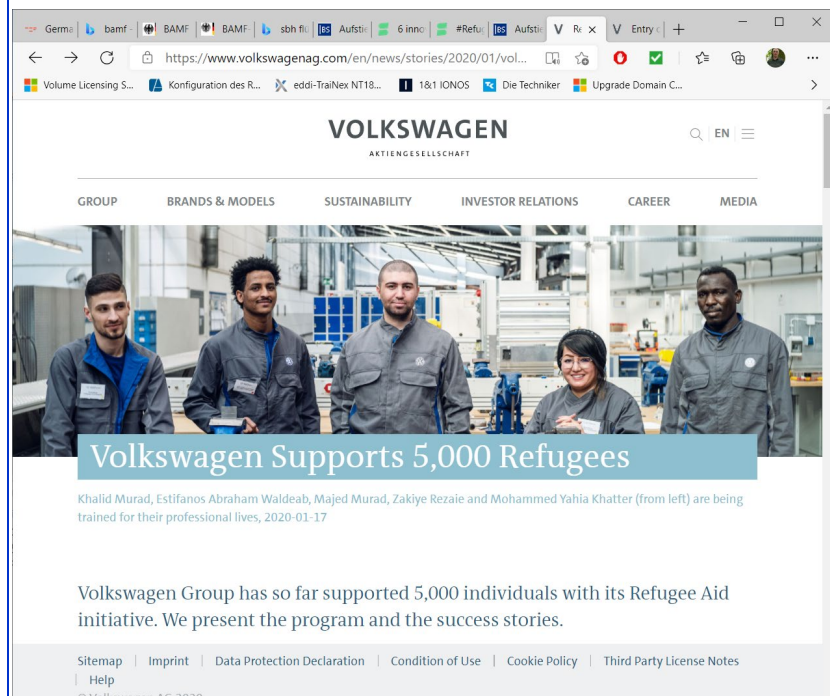 Germa bamf - BAMF BAMF sbh flü Aufstie 6 inno #Refug Aufstie Re Entry c
https://www.volkswagenag.com/en/news/stories/2020/01/vol...
Volume Licensing S... Konfiguration des R... eddi-TraiNex NT18... 1&1 IONOS Die Techniker Upgrade Domain C...
VOLKSWAGEN
AKTIENGESELLSCHAFT
EN
GROUP BRANDS & MODELS SUSTAINABILITY INVESTOR RELATIONS CAREER MEDIA
Volkswagen Supports 5,000 Refugees
Khalid Murad, Estifanos Abraham Waldeab, Majed Murad, Zakiye Rezaie and Mohammed Yahia Khatter (from left) are being
trained for their professional lives, 2020-01-17
Volkswagen Group has so far supported 5,000 individuals with its Refugee Aid
initiative. We present the program and the success stories.
Sitemap | Imprint | Data Protection Declaration | Condition of Use | Cookie Policy | Third Party License Notes
| Help
© Volkswagen AG 2020